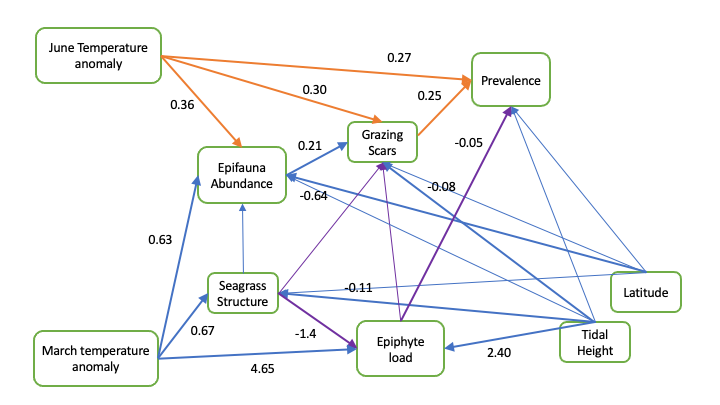 June Temperature
anomaly
0.27
Prevalence
0.30
0.25
0.36
Grazing
Scars
0.21
-0.05
Epifauna
Abundance
-0.08
-0.64
0.63
Seagrass
Structure
-0.11
Latitude
0.67
-1.4
Tidal
Height
March temperature
anomaly
Epiphyte
load
2.40
4.65